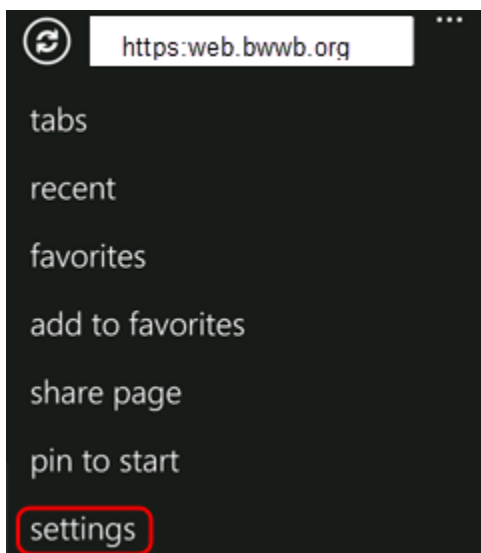 https:web.bwwb.org ...
tabs
recent
favorites
add to favorites
share page
pin to start
settings